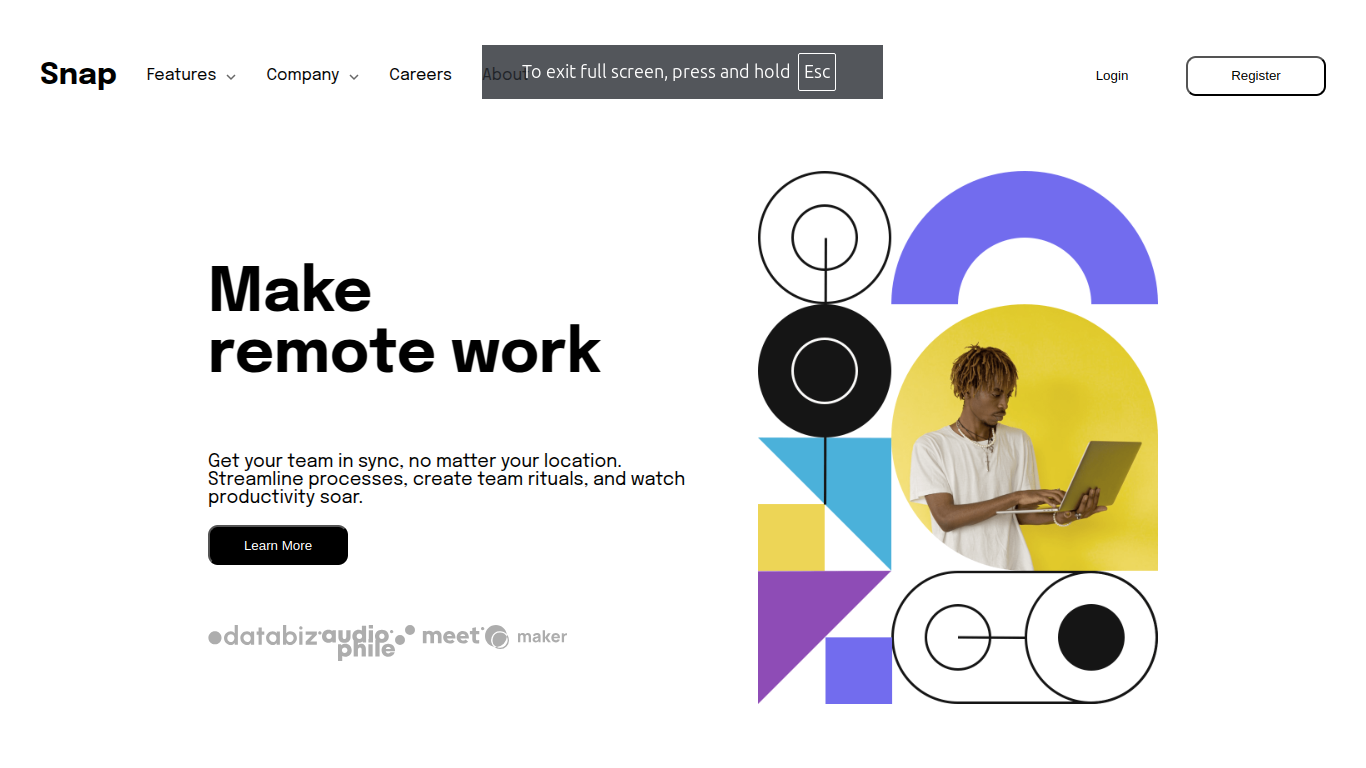 Snap
Features
Company
Careers
About
To exit full screen, press and hold Esc
Login
Register
Make
remote work
Get your team in sync, no matter your location.
Streamline processes, create team rituals, and watch
productivity soar.
Learn More
databiz
audiophile
meet
maker